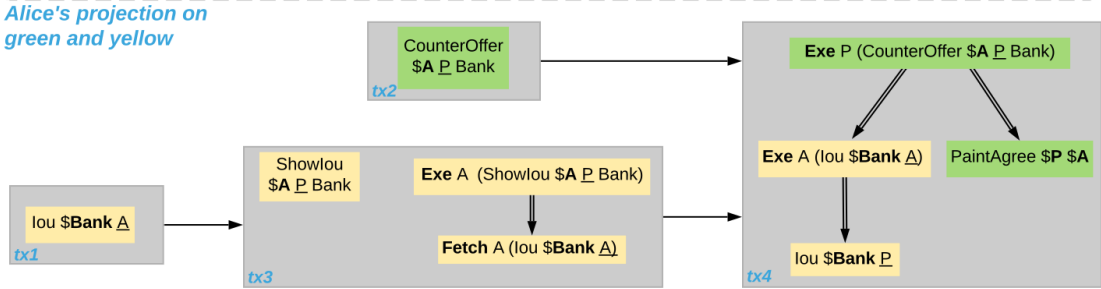 Alice's projection on
green and yellow
CounterOffer
$A P Bank
tx2
Exe P (CounterOffer $A P Bank)
Exe A (Iou $Bank A)
PaintAgree $P $A
Iou $Bank P
tx4
ShowIou
$A P Bank
Exe A (ShowIou $A P Bank)
Fetch A (Iou $Bank A)
tx3
Iou $Bank A
tx1